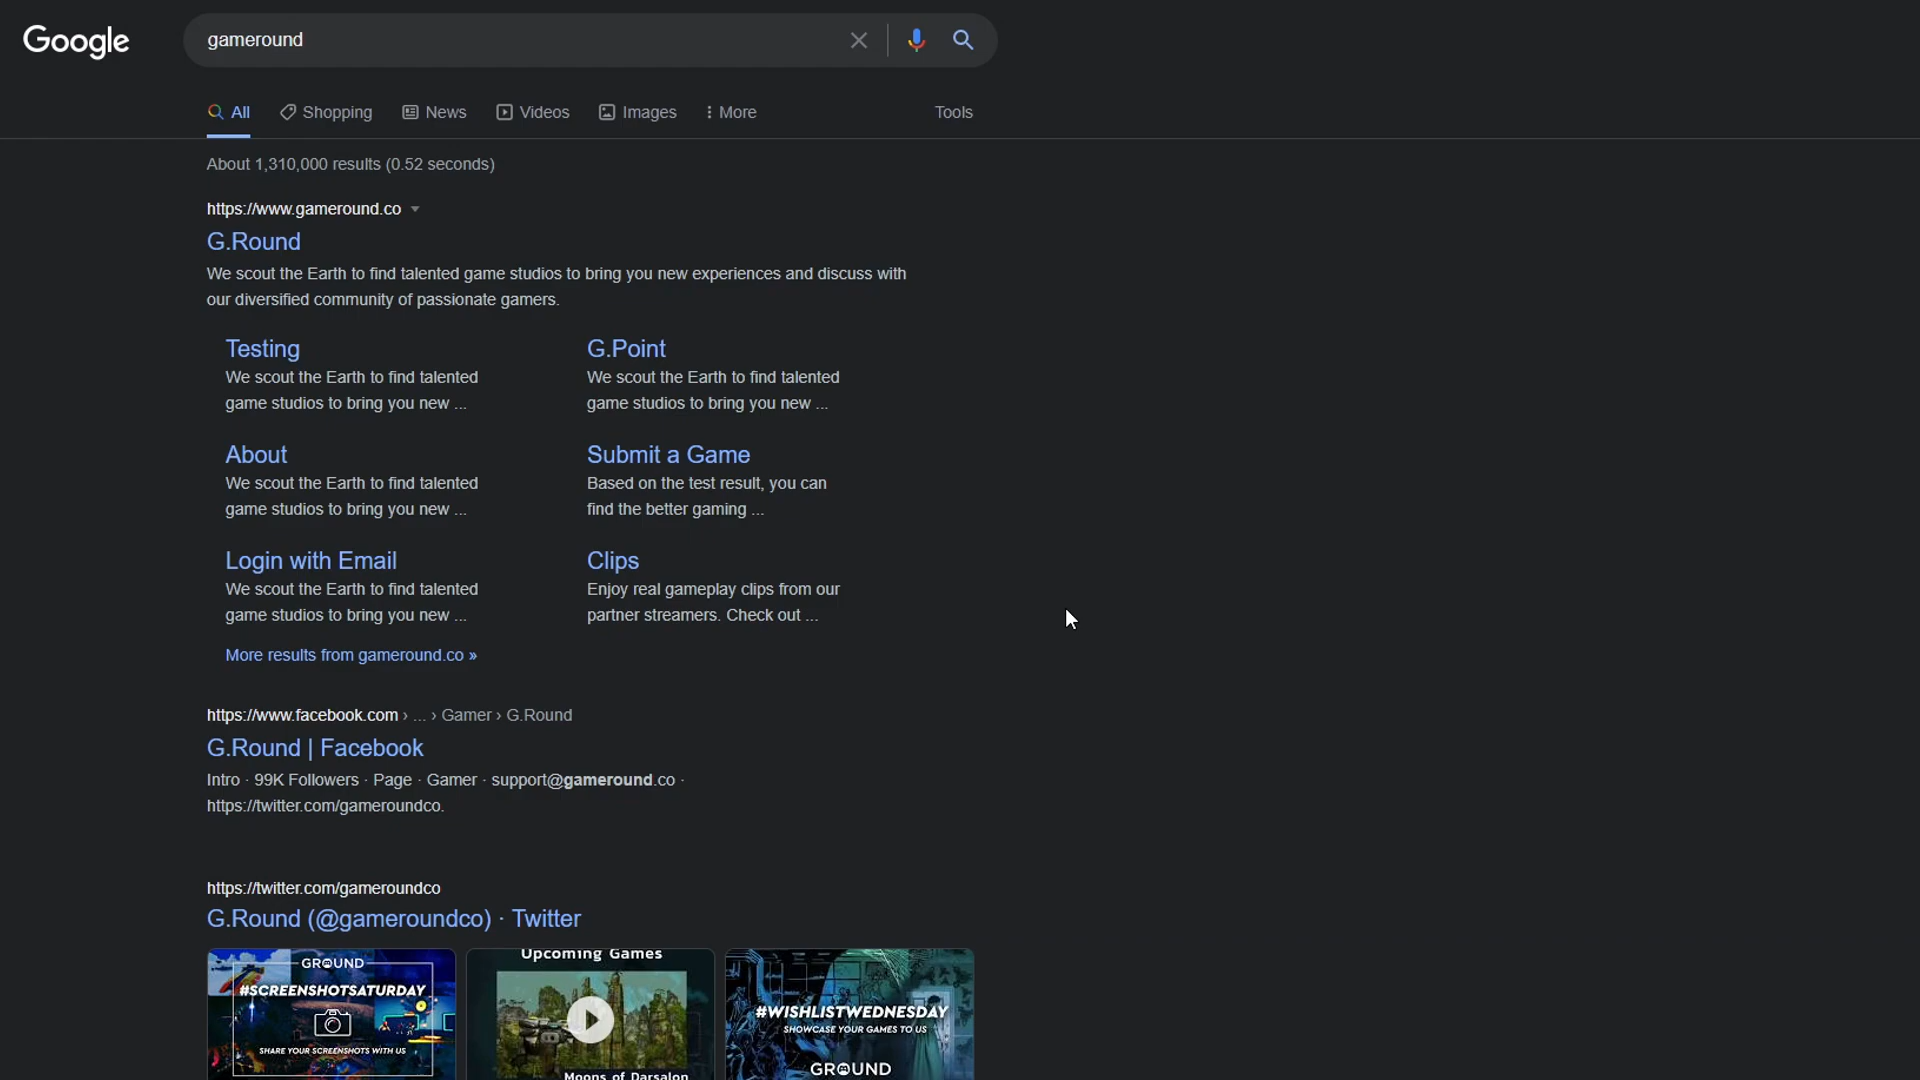 Google
gameround
All
Shopping
News
Videos
Images
More
Tools
About 1,310,000 results (0.52 seconds)
https://www.gameround.co
G.Round
We scout the Earth to find talented game studios to bring you new experiences and discuss with
our diversified community of passionate gamers.
Testing
We scout the Earth to find talented
game studios to bring you new ...
G.Point
We scout the Earth to find talented
game studios to bring you new ...
About
We scout the Earth to find talented
game studios to bring you new ...
Submit a Game
Based on the test result, you can
find the better gaming ...
Login with Email
We scout the Earth to find talented
game studios to bring you new ...
Clips
Enjoy real gameplay clips from our
partner streamers. Check out ...
More results from gameround.co »
https://www.facebook.com › ... › Gamer › G.Round
G.Round | Facebook
Intro · 99K Followers · Page · Gamer · support@gameround.co ·
https://twitter.com/gameroundco.
https://twitter.com/gameroundco
G.Round (@gameroundco) · Twitter
GROUND
#SCREENSHOTSATURDAY
SHARE YOUR SCREENSHOTS WITH US
Upcoming Games
Moons of Darsalon
#WISHLISTWEDNESDAY
SHOWCASE YOUR GAMES TO US
GROUND